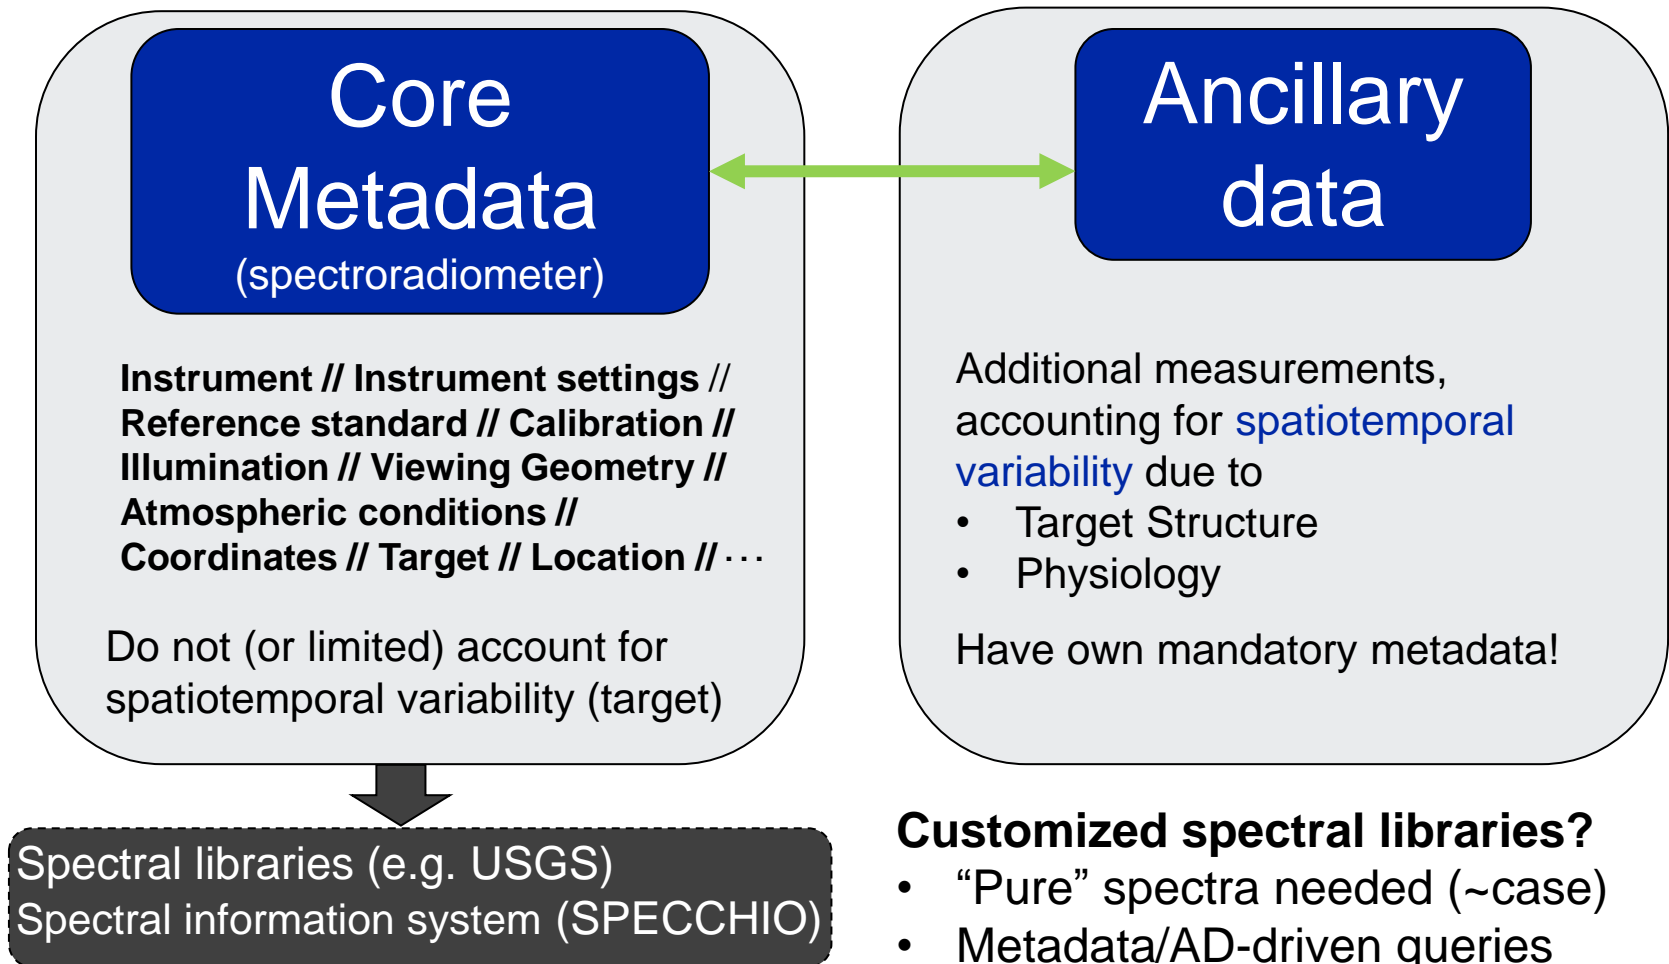 Core
Metadata
(spectroradiometer)
Instrument // Instrument settings //
Reference standard // Calibration //
Illumination // Viewing Geometry //
Atmospheric conditions //
Coordinates // Target // Location // ...
Do not (or limited) account for
spatiotemporal variability (target)
Spectral libraries (e.g. USGS)
Spectral information system (SPECCHIO)
Ancillary
data
Additional measurements,
accounting for spatiotemporal
variability due to
• Target Structure
• Physiology
Have own mandatory metadata!
Customized spectral libraries?
• “Pure” spectra needed (~case)
• Metadata/AD-driven queries